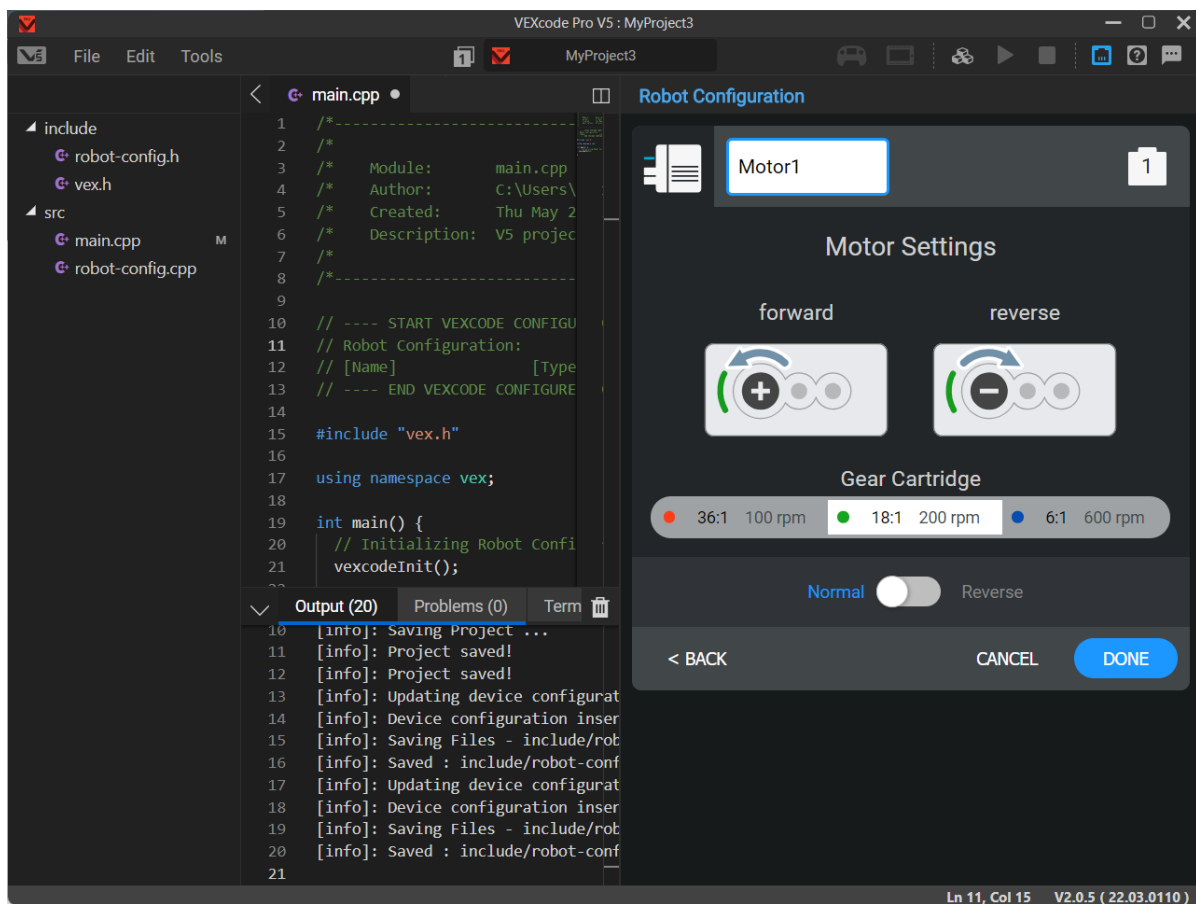 VEXcode Pro V5 : MyProject3
File Edit Tools
1 MyProject3
include
robot-config.h
vex.h
src
main.cpp M
robot-config.cpp
main.cpp
1 /*----------------------------
2 /*
3 /* Module: main.cpp
4 /* Author: C:\Users\
5 /* Created: Thu May 2
6 /* Description: V5 projec
7 /*
8 /*----------------------------
9
10 // ---- START VEXCODE CONFIGU
11 // Robot Configuration:
12 // [Name] [Type
13 // ---- END VEXCODE CONFIGURE
14
15 #include "vex.h"
16
17 using namespace vex;
18
19 int main() {
20 // Initializing Robot Confi
21 vexcodeInit();
Output (20) Problems (0) Term
10 [info]: Saving Project ...
11 [info]: Project saved!
12 [info]: Project saved!
13 [info]: Updating device configurat
14 [info]: Device configuration inser
15 [info]: Saving Files - include/rob
16 [info]: Saved : include/robot-conf
17 [info]: Updating device configurat
18 [info]: Device configuration inser
19 [info]: Saving Files - include/rob
20 [info]: Saved : include/robot-conf
21
Robot Configuration
Motor1 1
Motor Settings
forward reverse
Gear Cartridge
36:1 100 rpm 18:1 200 rpm 6:1 600 rpm
Normal Reverse
< BACK CANCEL DONE
Ln 11, Col 15 V2.0.5 ( 22.03.0110 )